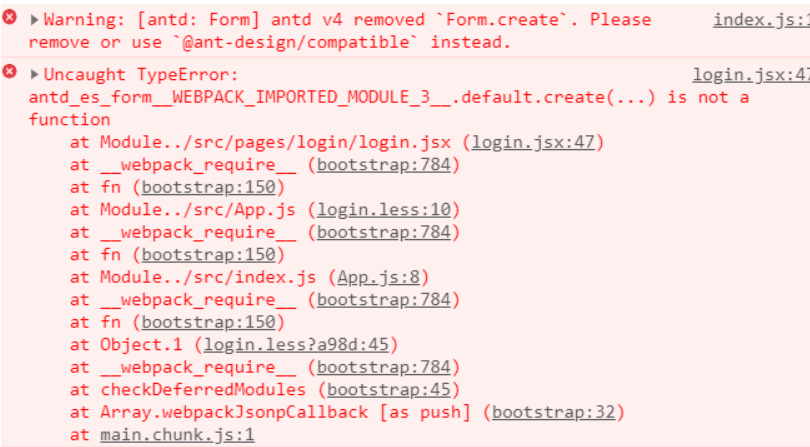 Warning: [antd: Form] antd v4 removed `Form.create`. Please index.js:1
remove or use `@ant-design/compatible` instead.
Uncaught TypeError: login.jsx:47
antd_es_form__WEBPACK_IMPORTED_MODULE_3__.default.create(...) is not a
function
at Module../src/pages/login/login.jsx (login.jsx:47)
at __webpack_require__ (bootstrap:784)
at fn (bootstrap:150)
at Module../src/App.js (login.less:10)
at __webpack_require__ (bootstrap:784)
at fn (bootstrap:150)
at Module../src/index.js (App.js:8)
at __webpack_require__ (bootstrap:784)
at fn (bootstrap:150)
at Object.1 (login.less?a98d:45)
at __webpack_require__ (bootstrap:784)
at checkDeferredModules (bootstrap:45)
at Array.webpackJsonpCallback [as push] (bootstrap:32)
at main.chunk.js:1